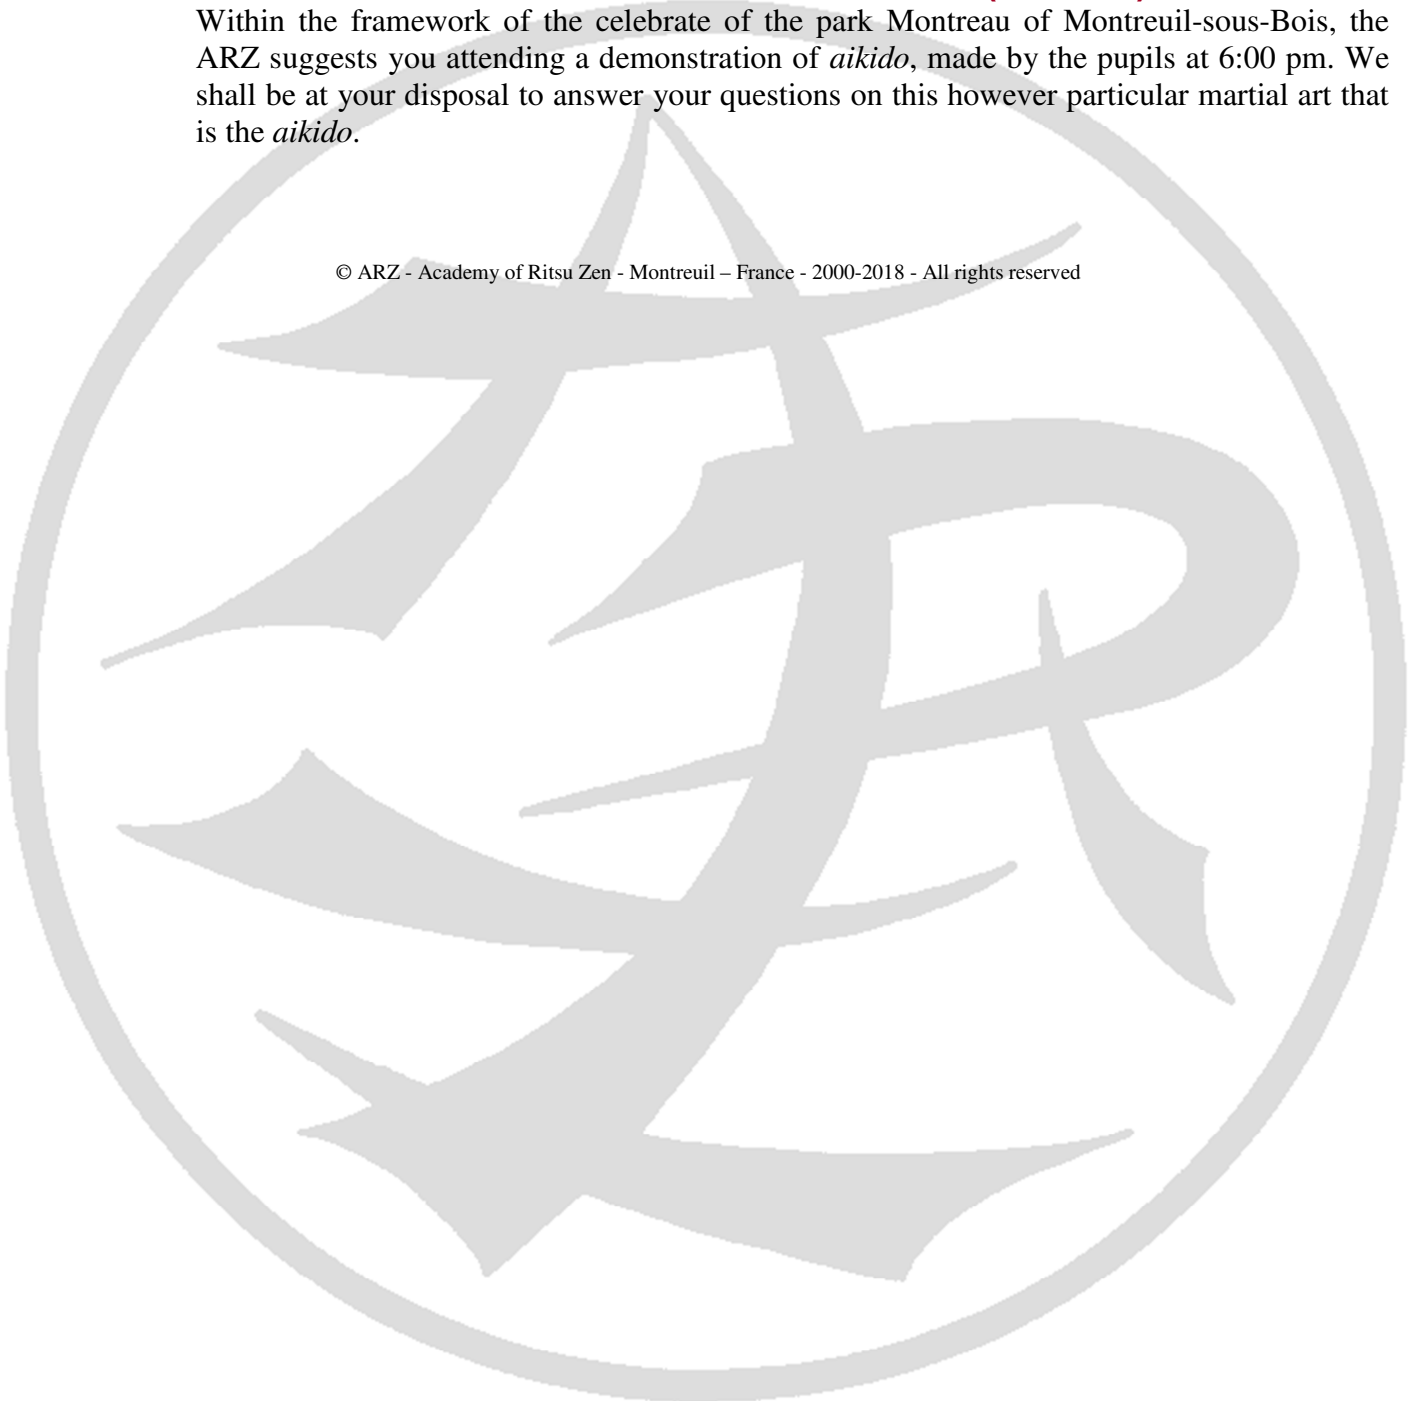 Within the framework of the celebrate of the park Montreau of Montreuil-sous-Bois, the
ARZ suggests you attending a demonstration of aikido, made by the pupils at 6:00 pm. We
shall be at your disposal to answer your questions on this however particular martial art that
is the aikido.
© ARZ - Academy of Ritsu Zen - Montreuil – France - 2000-2018 - All rights reserved